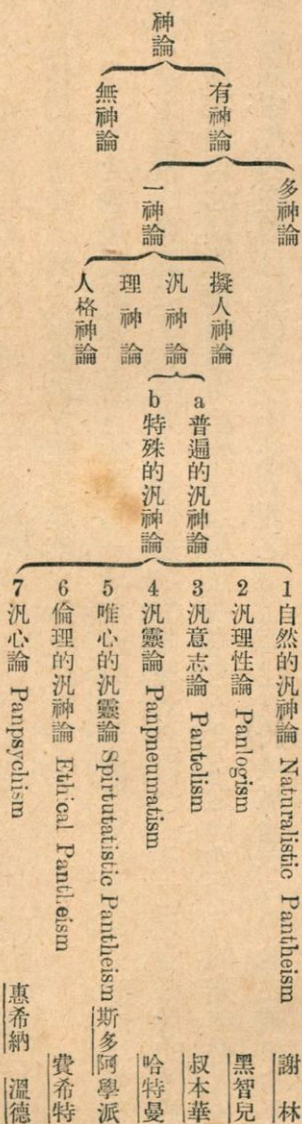 神論
有神論
無神論
多神論
一神論
擬人神論
汎神論
理神論
人格神論
a 普遍的汎神論
b 特殊的汎神論
1 自然的汎神論 Naturalistic Pantheism 謝林
2 汎理性論 Panlogism 黑智兒
3 汎意志論 Pantelism 叔本華
4 汎靈論 Panpneumatism 哈特曼
5 唯心的汎靈論 Spirtutatistic Pantheism 斯多阿學派
6 倫理的汎神論 Ethical Pantheism 費希特
7 汎心論 Panpsychism 惠希納 溫德